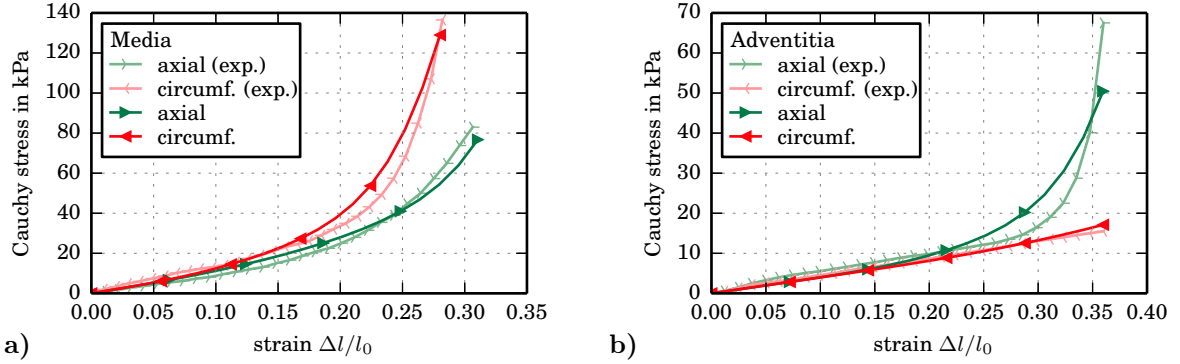 140
120
100
80
60
40
20
0
Cauchy stress in kPa
Media
axial (exp.)
circumf. (exp.)
axial
circumf.
0.00 0.05 0.10 0.15 0.20 0.25 0.30 0.35
strain Δl/l₀
a)
70
60
50
40
30
20
10
0
Cauchy stress in kPa
Adventitia
axial (exp.)
circumf. (exp.)
axial
circumf.
0.00 0.05 0.10 0.15 0.20 0.25 0.30 0.35 0.40
strain Δl/l₀
b)